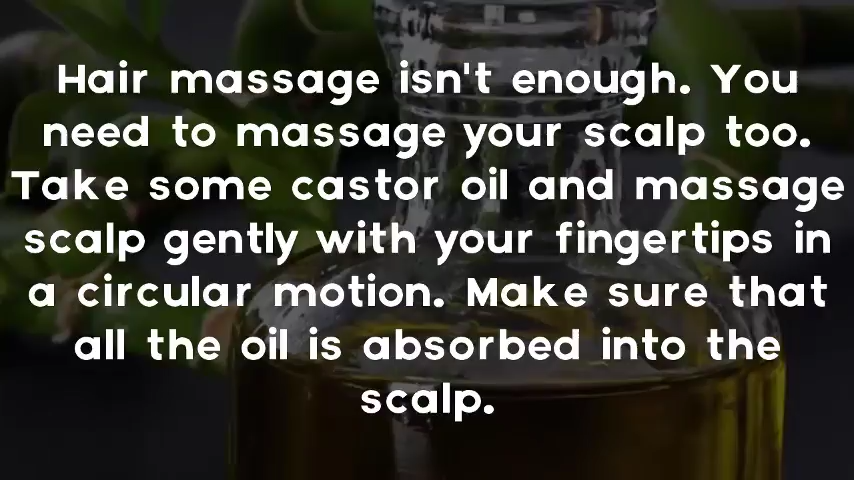 Hair massage isn't enough. You
need to massage your scalp too.
Take some castor oil and massage
scalp gently with your fingertips in
a circular motion. Make sure that
all the oil is absorbed into the
scalp.